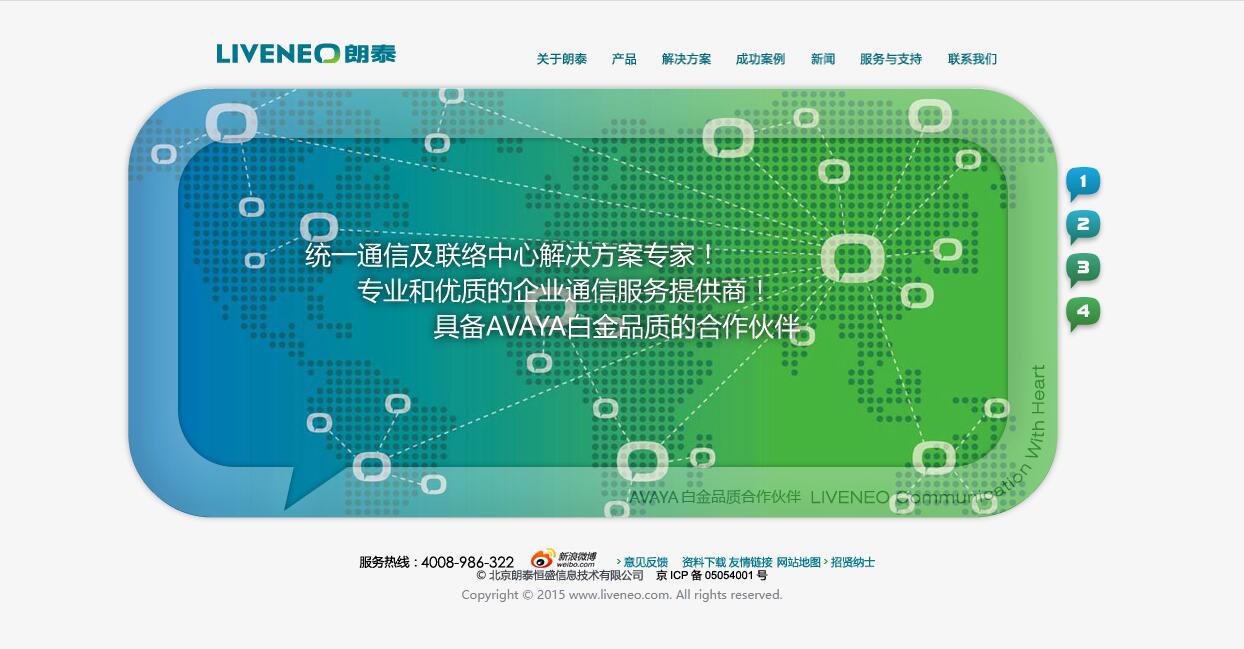 LIVENEO 朗泰
关于朗泰 产品 解决方案 成功案例 新闻 服务与支持 联系我们
1
2
3
4
统一通信及联络中心解决方案专家！
专业和优质的企业通信服务提供商！
具备AVAYA白金品质的合作伙伴
AVAYA 白金品质合作伙伴 LIVENEO Communication With Heart
服务热线：4008-986-322 新浪微博 weibo.com › 意见反馈 资料下载 友情链接 网站地图 › 招贤纳士
© 北京朗泰恒盛信息技术有限公司 京 ICP 备 05054001 号
Copyright © 2015 www.liveneo.com. All rights reserved.